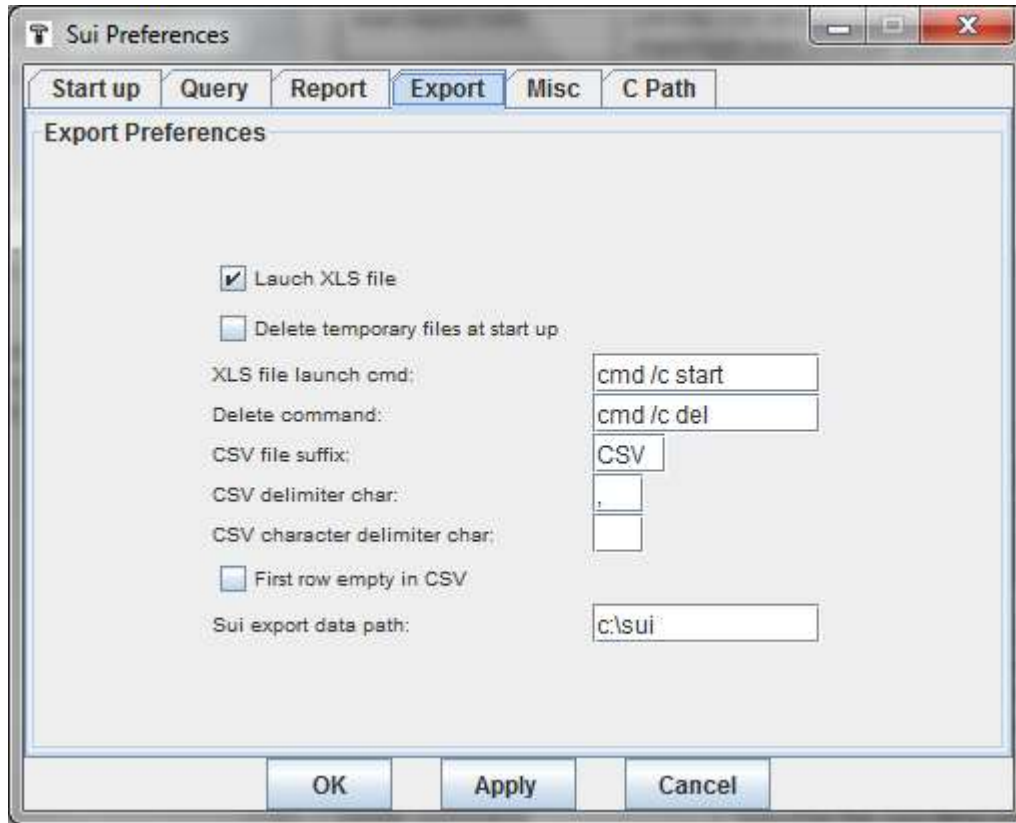 Sui Preferences
Start up Query Report Export Misc C Path
Export Preferences
Lauch XLS file
Delete temporary files at start up
XLS file launch cmd: cmd /c start
Delete command: cmd /c del
CSV file suffix: CSV
CSV delimiter char: ,
CSV character delimiter char:
First row empty in CSV
Sui export data path: c:\sui
OK Apply Cancel